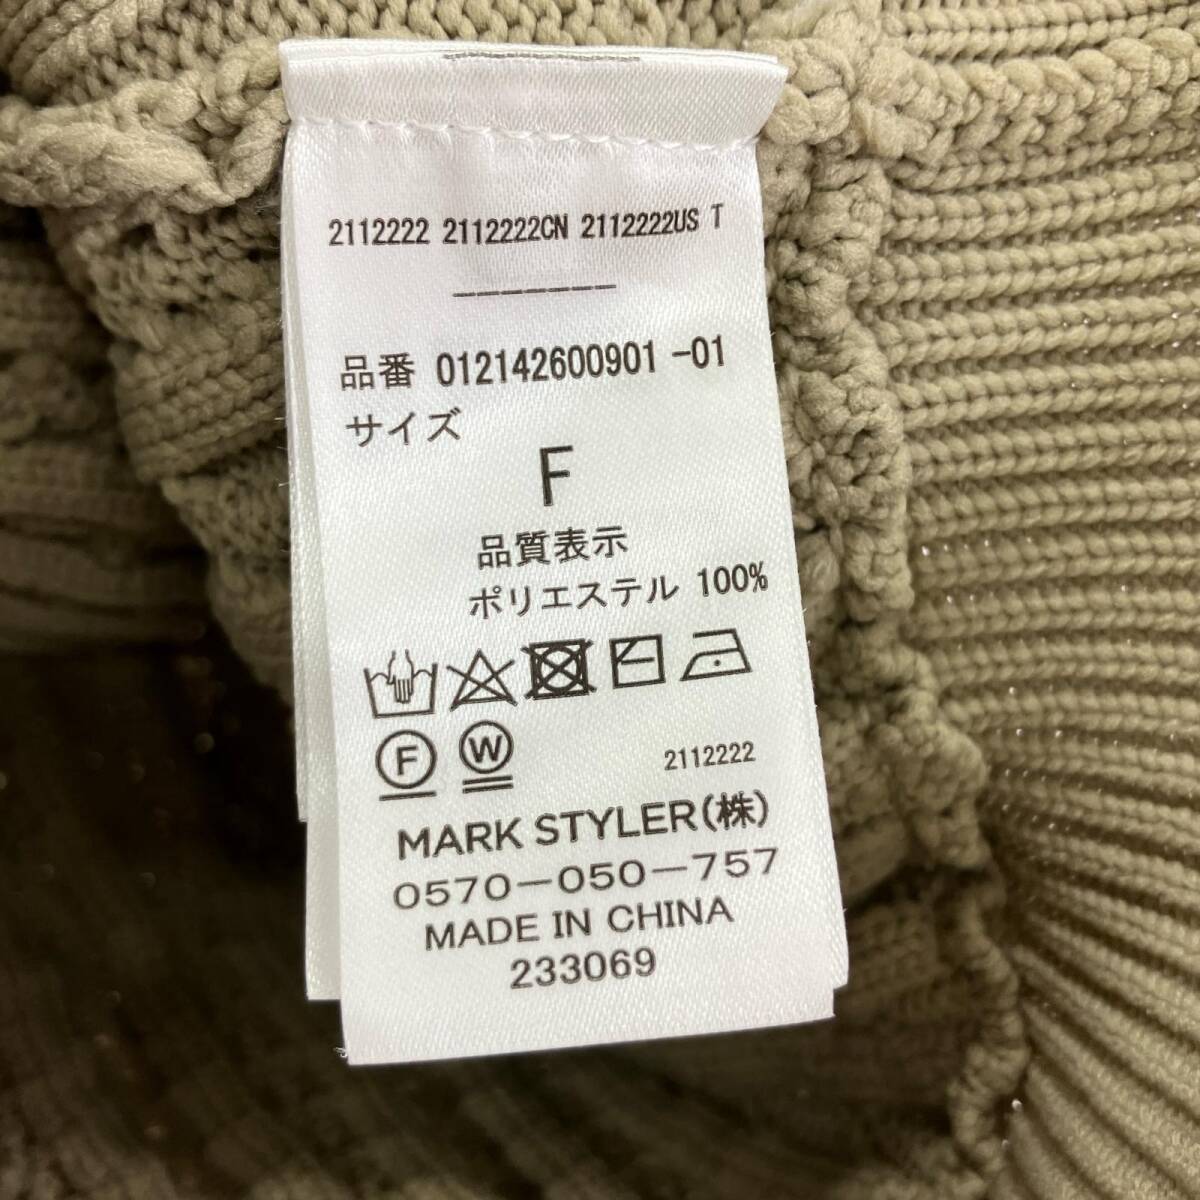 2112222 2112222CN 2112222US T
--------
品番 012142600901 -01
サイズ
F
品質表示
ポリエステル 100%
F W
2112222
MARK STYLER(株)
0570-050-757
MADE IN CHINA
233069